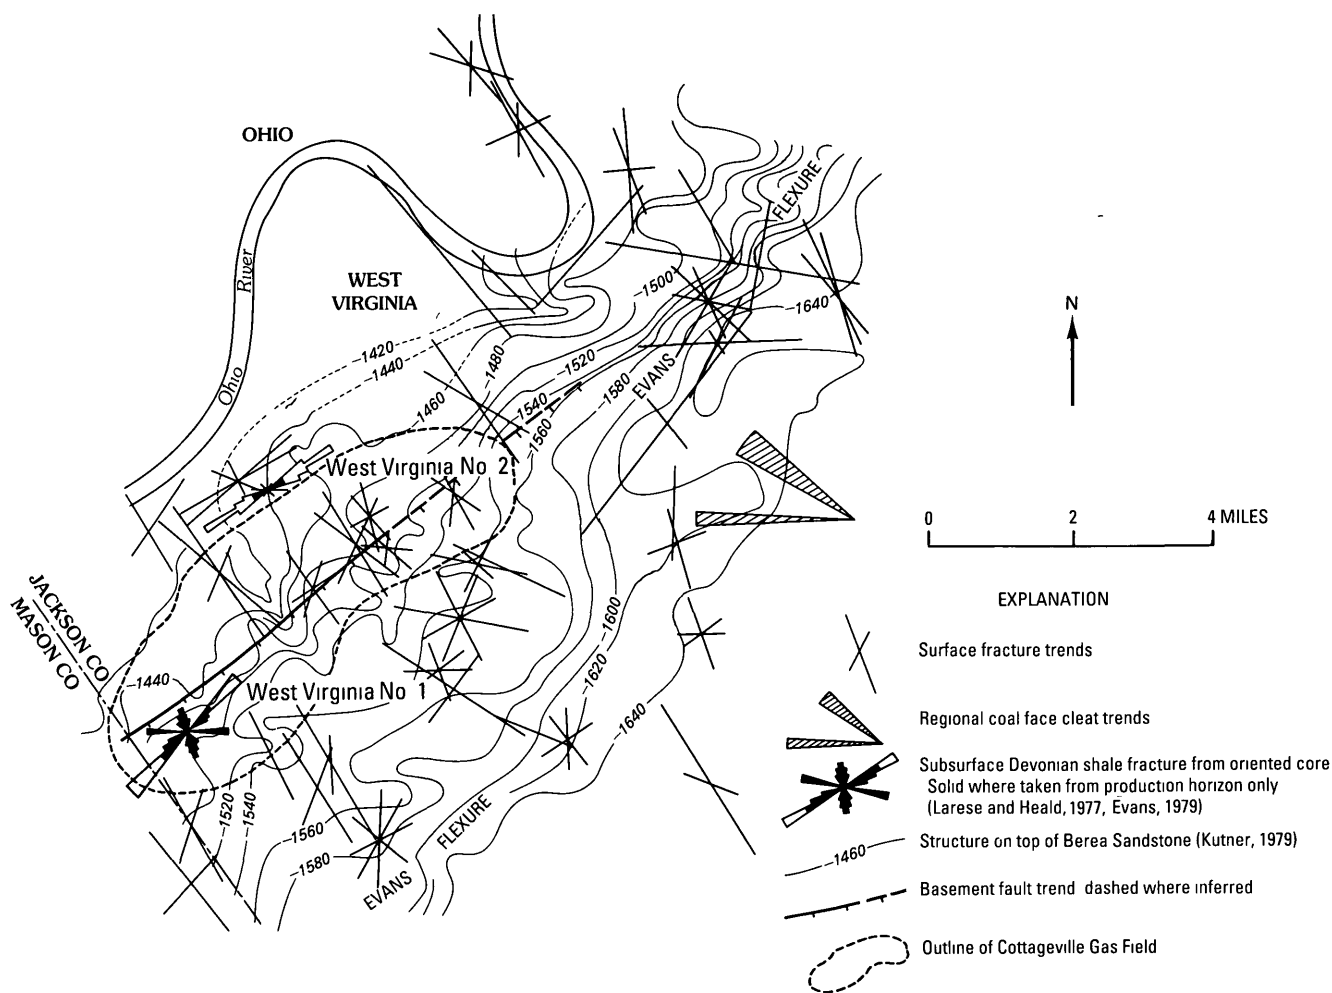 OHIO
FLEXURE
River
WEST
VIRGINIA
-1500
-1640
N
-1420
-1440
-1480
-1520
EVANS
Ohio
-1460
-1540
-1580
-1560
West Virginia No 2
0 2 4 MILES
JACKSON CO
MASON CO
EXPLANATION
-1600
Surface fracture trends
-1620
-1440
West Virginia No 1
-1640
Regional coal face cleat trends
Subsurface Devonian shale fracture from oriented core
Solid where taken from production horizon only
(Larese and Heald, 1977, Evans, 1979)
-1520
-1540
-1560
FLEXURE
-1580
EVANS
Structure on top of Berea Sandstone (Kutner, 1979)
-1460
Basement fault trend dashed where inferred
Outline of Cottageville Gas Field